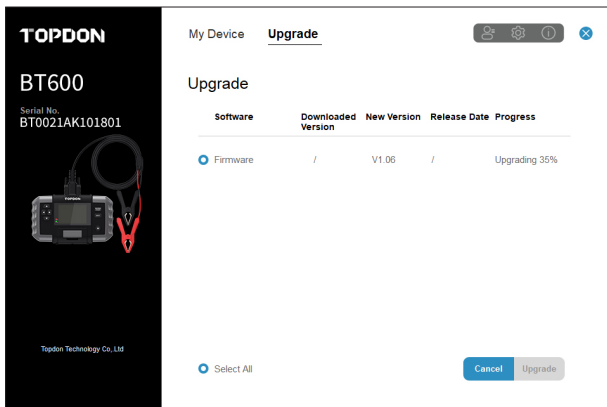 TOPDON
My Device Upgrade
BT600
Serial No.
BT0021AK101801
Upgrade
Software Downloaded Version New Version Release Date Progress
Firmware / V1.06 / Upgrading 35%
TOPDON
Topdon Technology Co,.Ltd
Select All
Cancel Upgrade